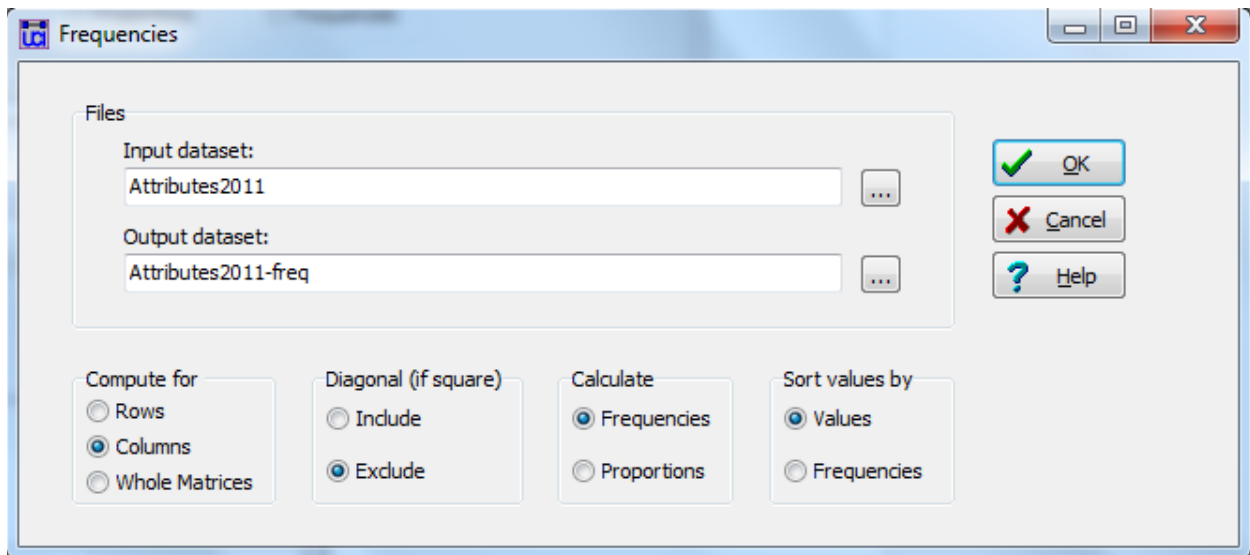 UCI Frequencies
Files
Input dataset:
Attributes2011
...
Output dataset:
Attributes2011-freq
...
OK
Cancel
? Help
Compute for
Rows
Columns
Whole Matrices
Diagonal (if square)
Include
Exclude
Calculate
Frequencies
Proportions
Sort values by
Values
Frequencies